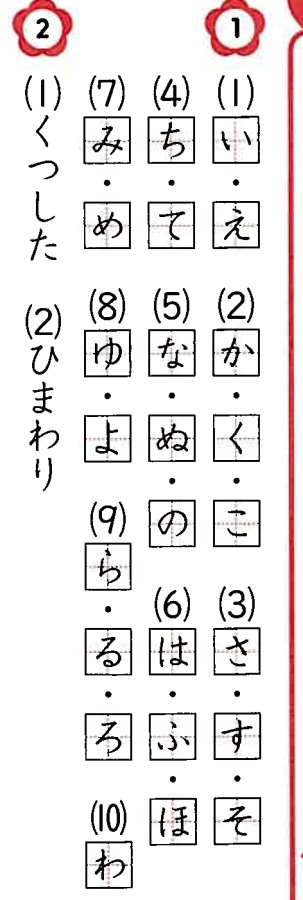 1
(1)い・え (2)か・く・こ (3)さ・す・そ
(4)ち・て (5)な・ぬ・の (6)は・ふ・ほ
(7)み・め (8)ゆ・よ (9)ら・る・ろ (10)わ
2
(1)くつした (2)ひまわり